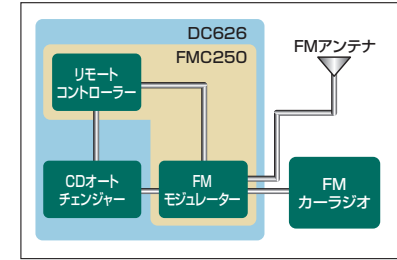 DC626
FMC250
FMアンテナ
リモート
コントローラー
CDオート
チェンジャー
FM
モジュレーター
FM
カーラジオ